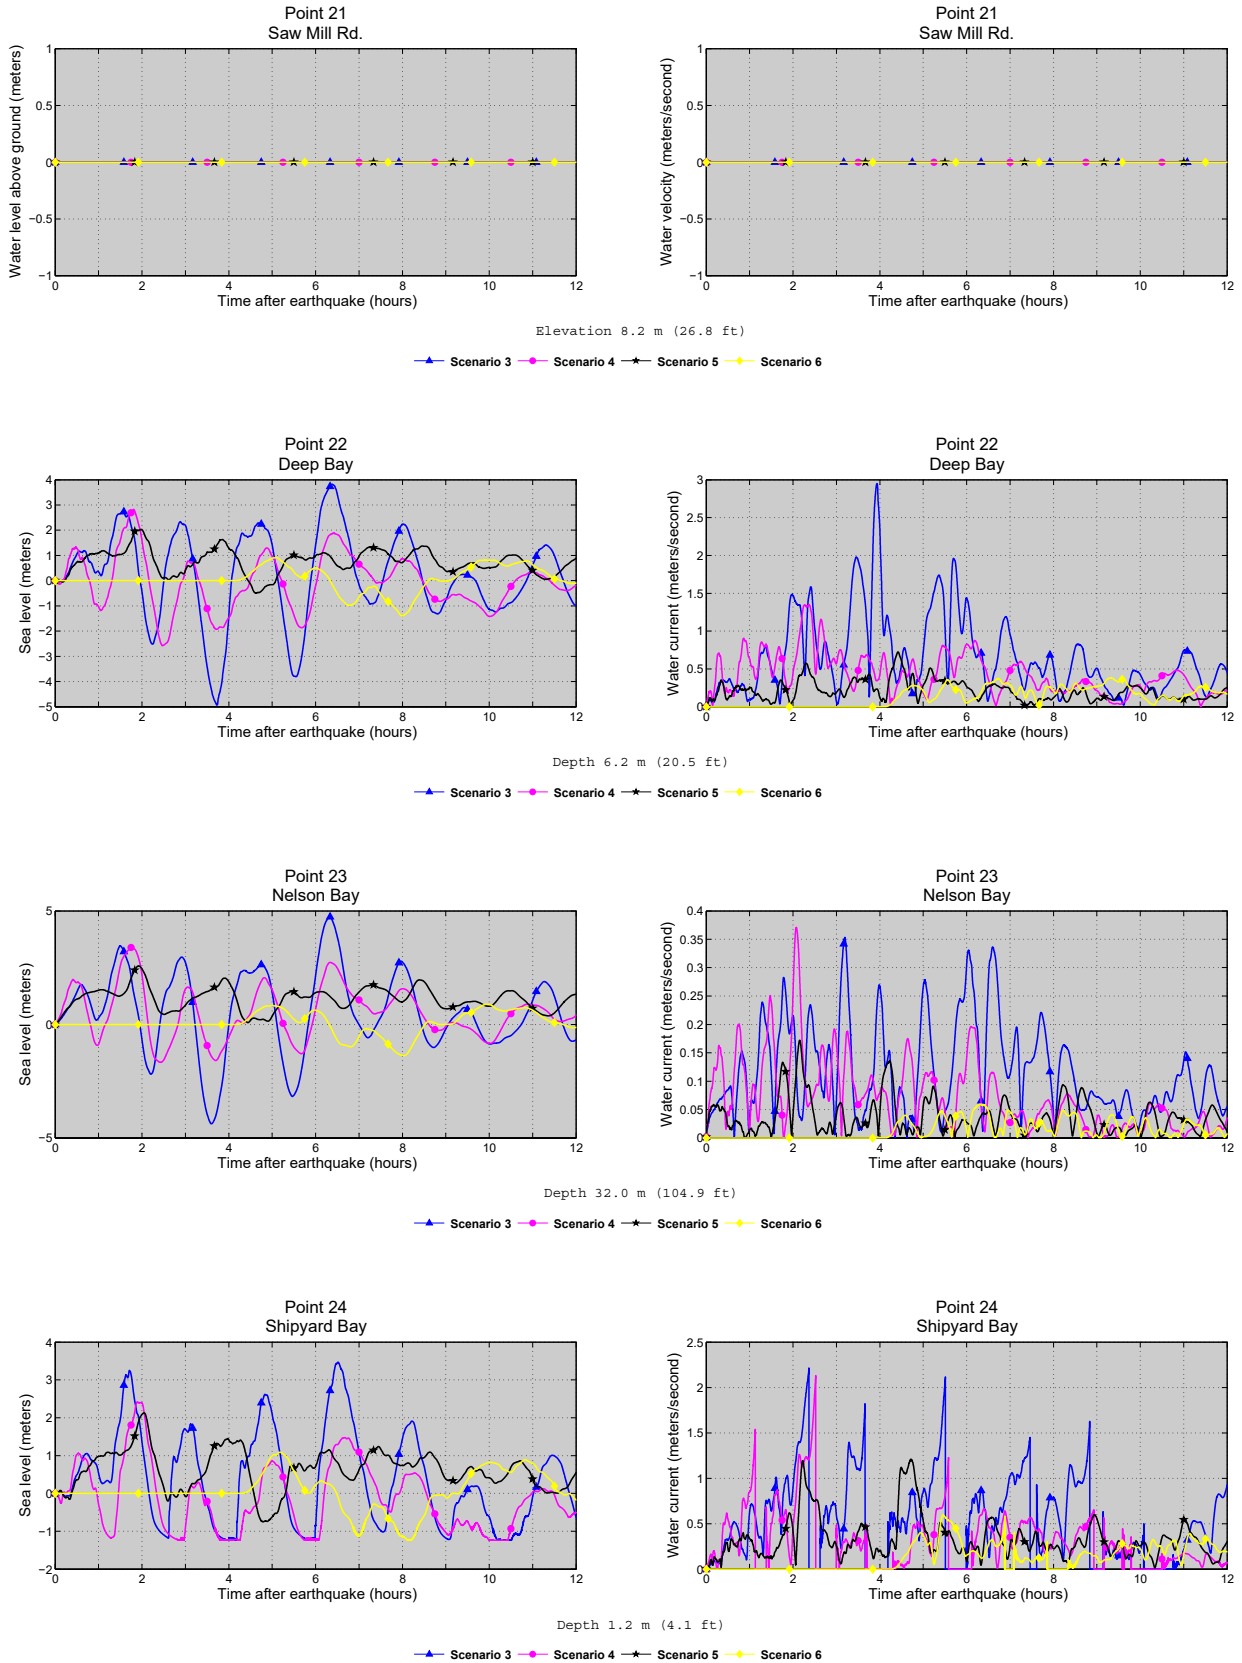 Point 21
Saw Mill Rd.
Water level above ground (meters)
1
0.5
0
−0.5
−1
0 2 4 6 8 10 12
Time after earthquake (hours)
Point 21
Saw Mill Rd.
Water velocity (meters/second)
1
0.5
0
−0.5
−1
0 2 4 6 8 10 12
Time after earthquake (hours)
Elevation 8.2 m (26.8 ft)
Scenario 3 Scenario 4 Scenario 5 Scenario 6
Point 22
Deep Bay
Sea level (meters)
4
3
2
1
0
−1
−2
−3
−4
−5
0 2 4 6 8 10 12
Time after earthquake (hours)
Point 22
Deep Bay
Water current (meters/second)
3
2.5
2
1.5
1
0.5
0
0 2 4 6 8 10 12
Time after earthquake (hours)
Depth 6.2 m (20.5 ft)
Scenario 3 Scenario 4 Scenario 5 Scenario 6
Point 23
Nelson Bay
Sea level (meters)
5
0
−5
0 2 4 6 8 10 12
Time after earthquake (hours)
Point 23
Nelson Bay
Water current (meters/second)
0.4
0.35
0.3
0.25
0.2
0.15
0.1
0.05
0
0 2 4 6 8 10 12
Time after earthquake (hours)
Depth 32.0 m (104.9 ft)
Scenario 3 Scenario 4 Scenario 5 Scenario 6
Point 24
Shipyard Bay
Sea level (meters)
4
3
2
1
0
−1
−2
0 2 4 6 8 10 12
Time after earthquake (hours)
Point 24
Shipyard Bay
Water current (meters/second)
2.5
2
1.5
1
0.5
0
0 2 4 6 8 10 12
Time after earthquake (hours)
Depth 1.2 m (4.1 ft)
Scenario 3 Scenario 4 Scenario 5 Scenario 6